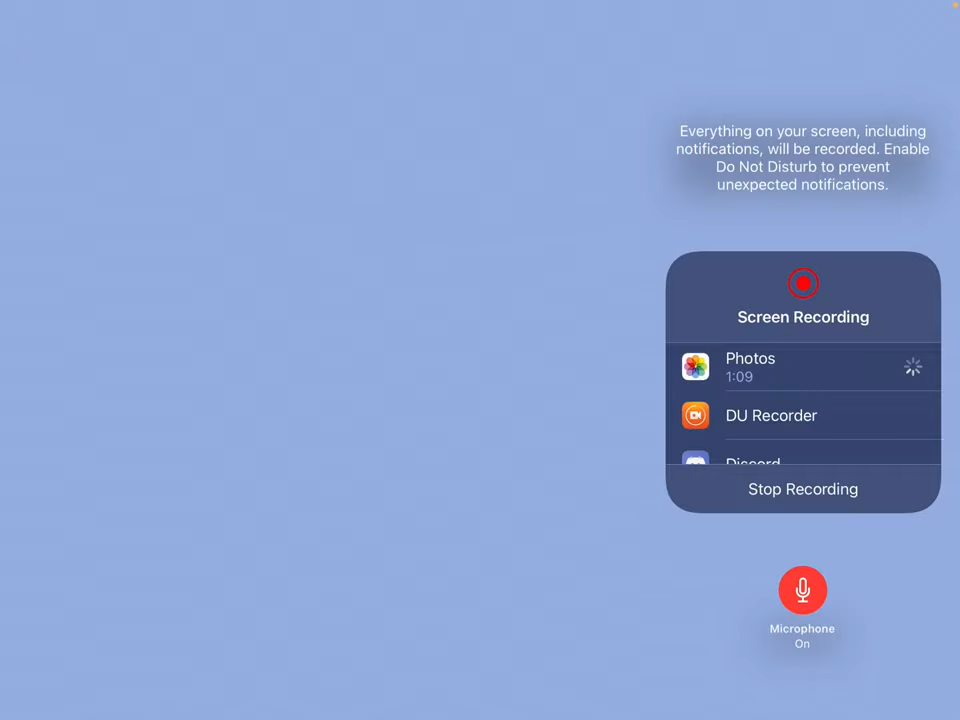 Everything on your screen, including
notifications, will be recorded. Enable
Do Not Disturb to prevent
unexpected notifications.
Screen Recording
Photos
1:09
DU Recorder
Discord
Stop Recording
Microphone
On